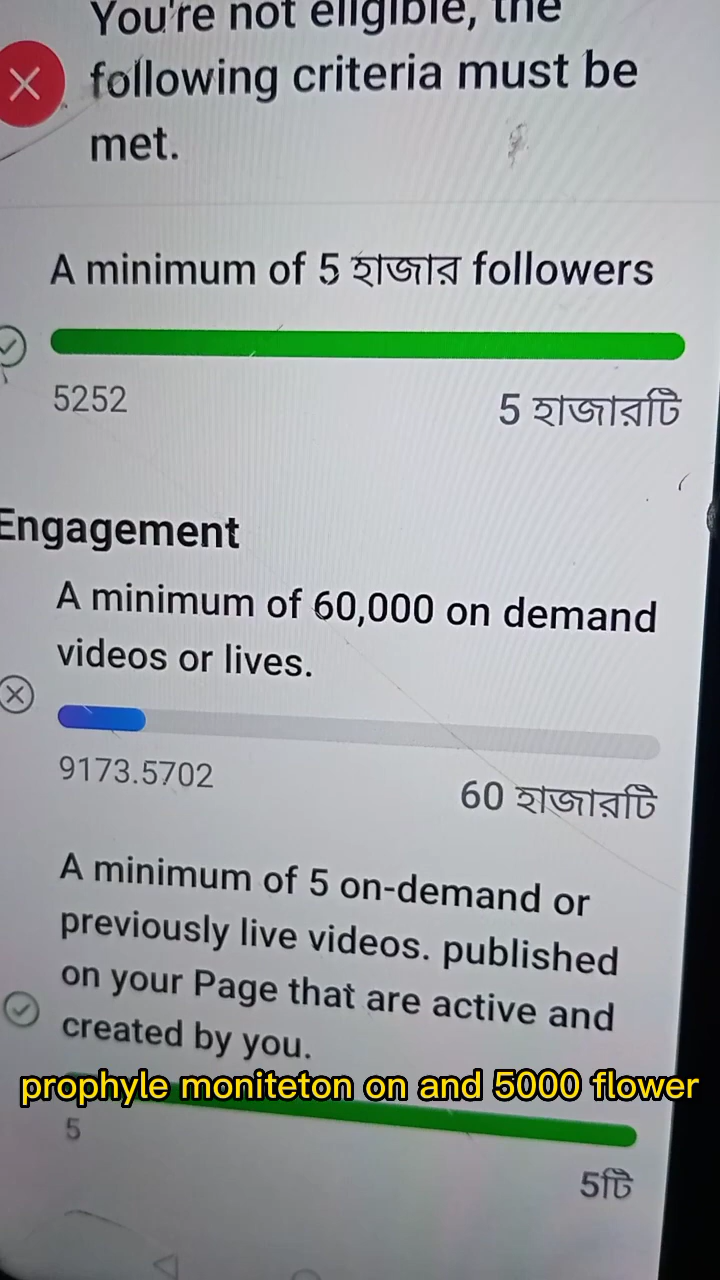 You're not eligible, the
following criteria must be
met.
A minimum of 5 হাজার followers
5252
5 হাজারটি
Engagement
A minimum of 60,000 on demand
videos or lives.
9173.5702
60 হাজারটি
A minimum of 5 on-demand or
previously live videos. published
on your Page that are active and
created by you.
prophyle moniteton on and 5000 flower
5
5টি